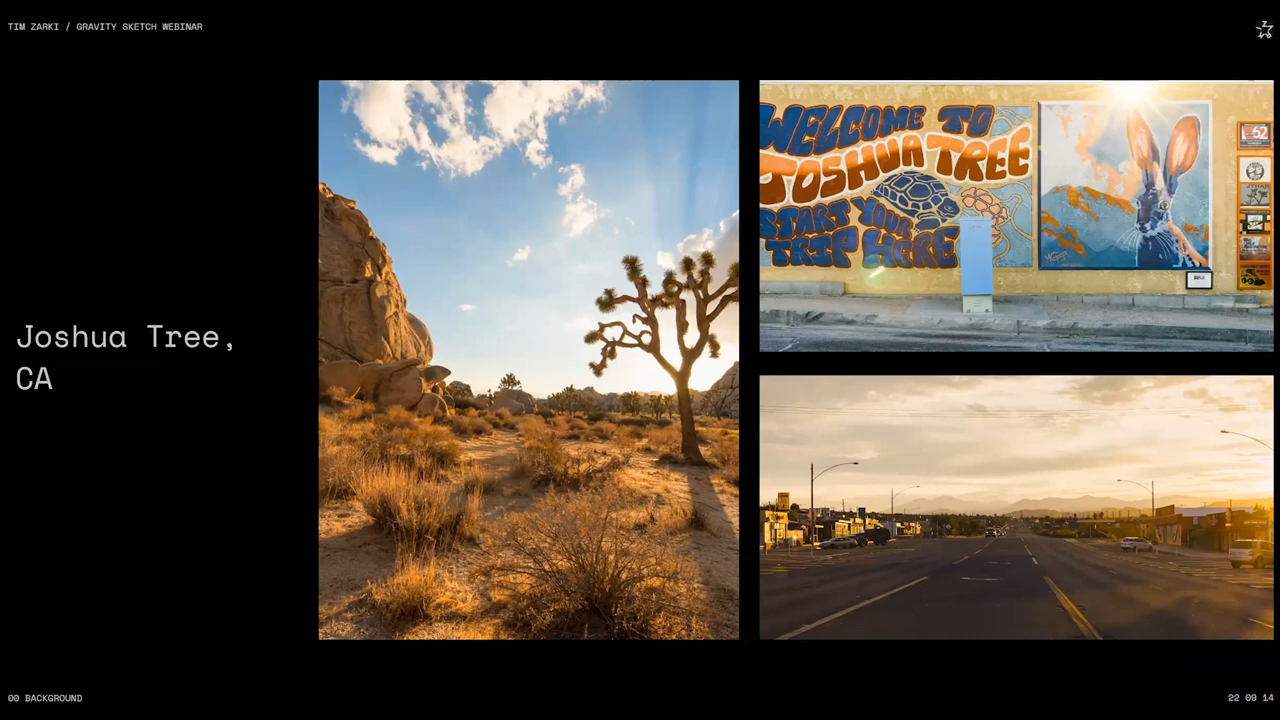 TIM ZARKI / GRAVITY SKETCH WEBINAR
Joshua Tree,
CA
WELCOME TO
JOSHUA TREE
START YOUR
TRIP HERE
62
00 BACKGROUND
22 09 14